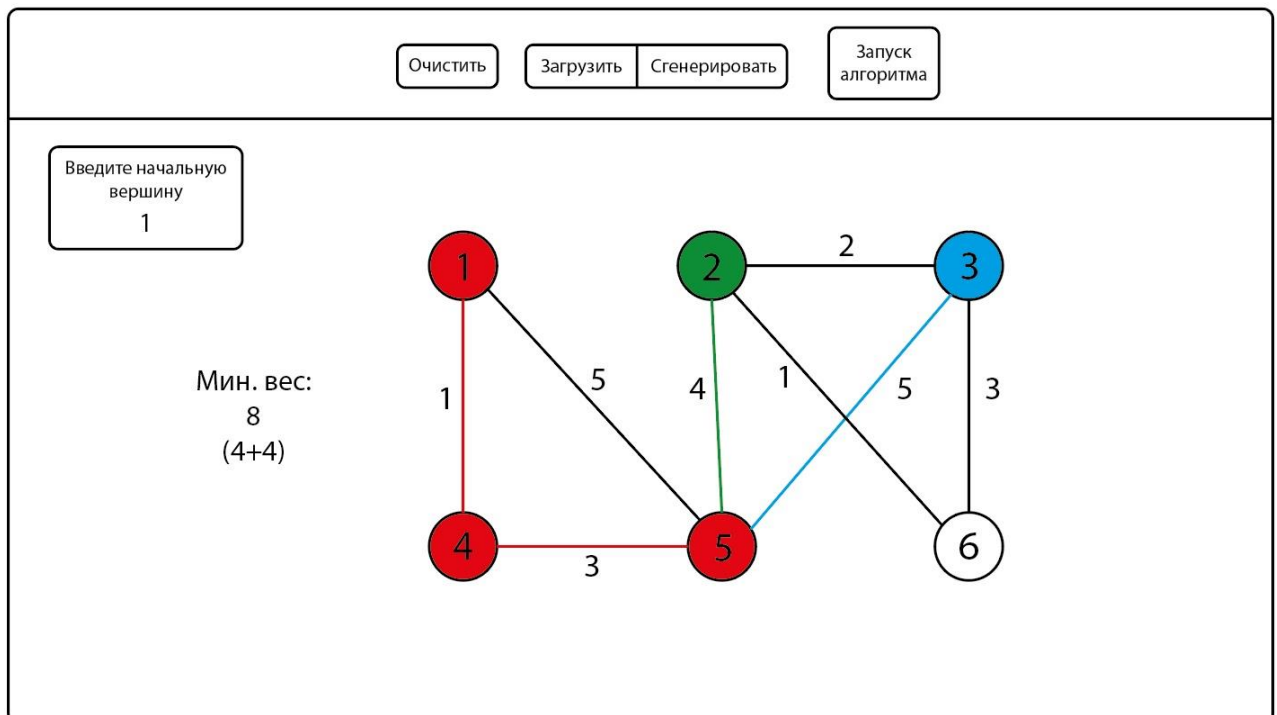 Очистить
Загрузить
Сгенерировать
Запуск
алгоритма
Введите начальную
вершину
1
1
2
2
3
Мин. вес:
8
(4+4)
1
5
4
1
5
3
4
3
5
6